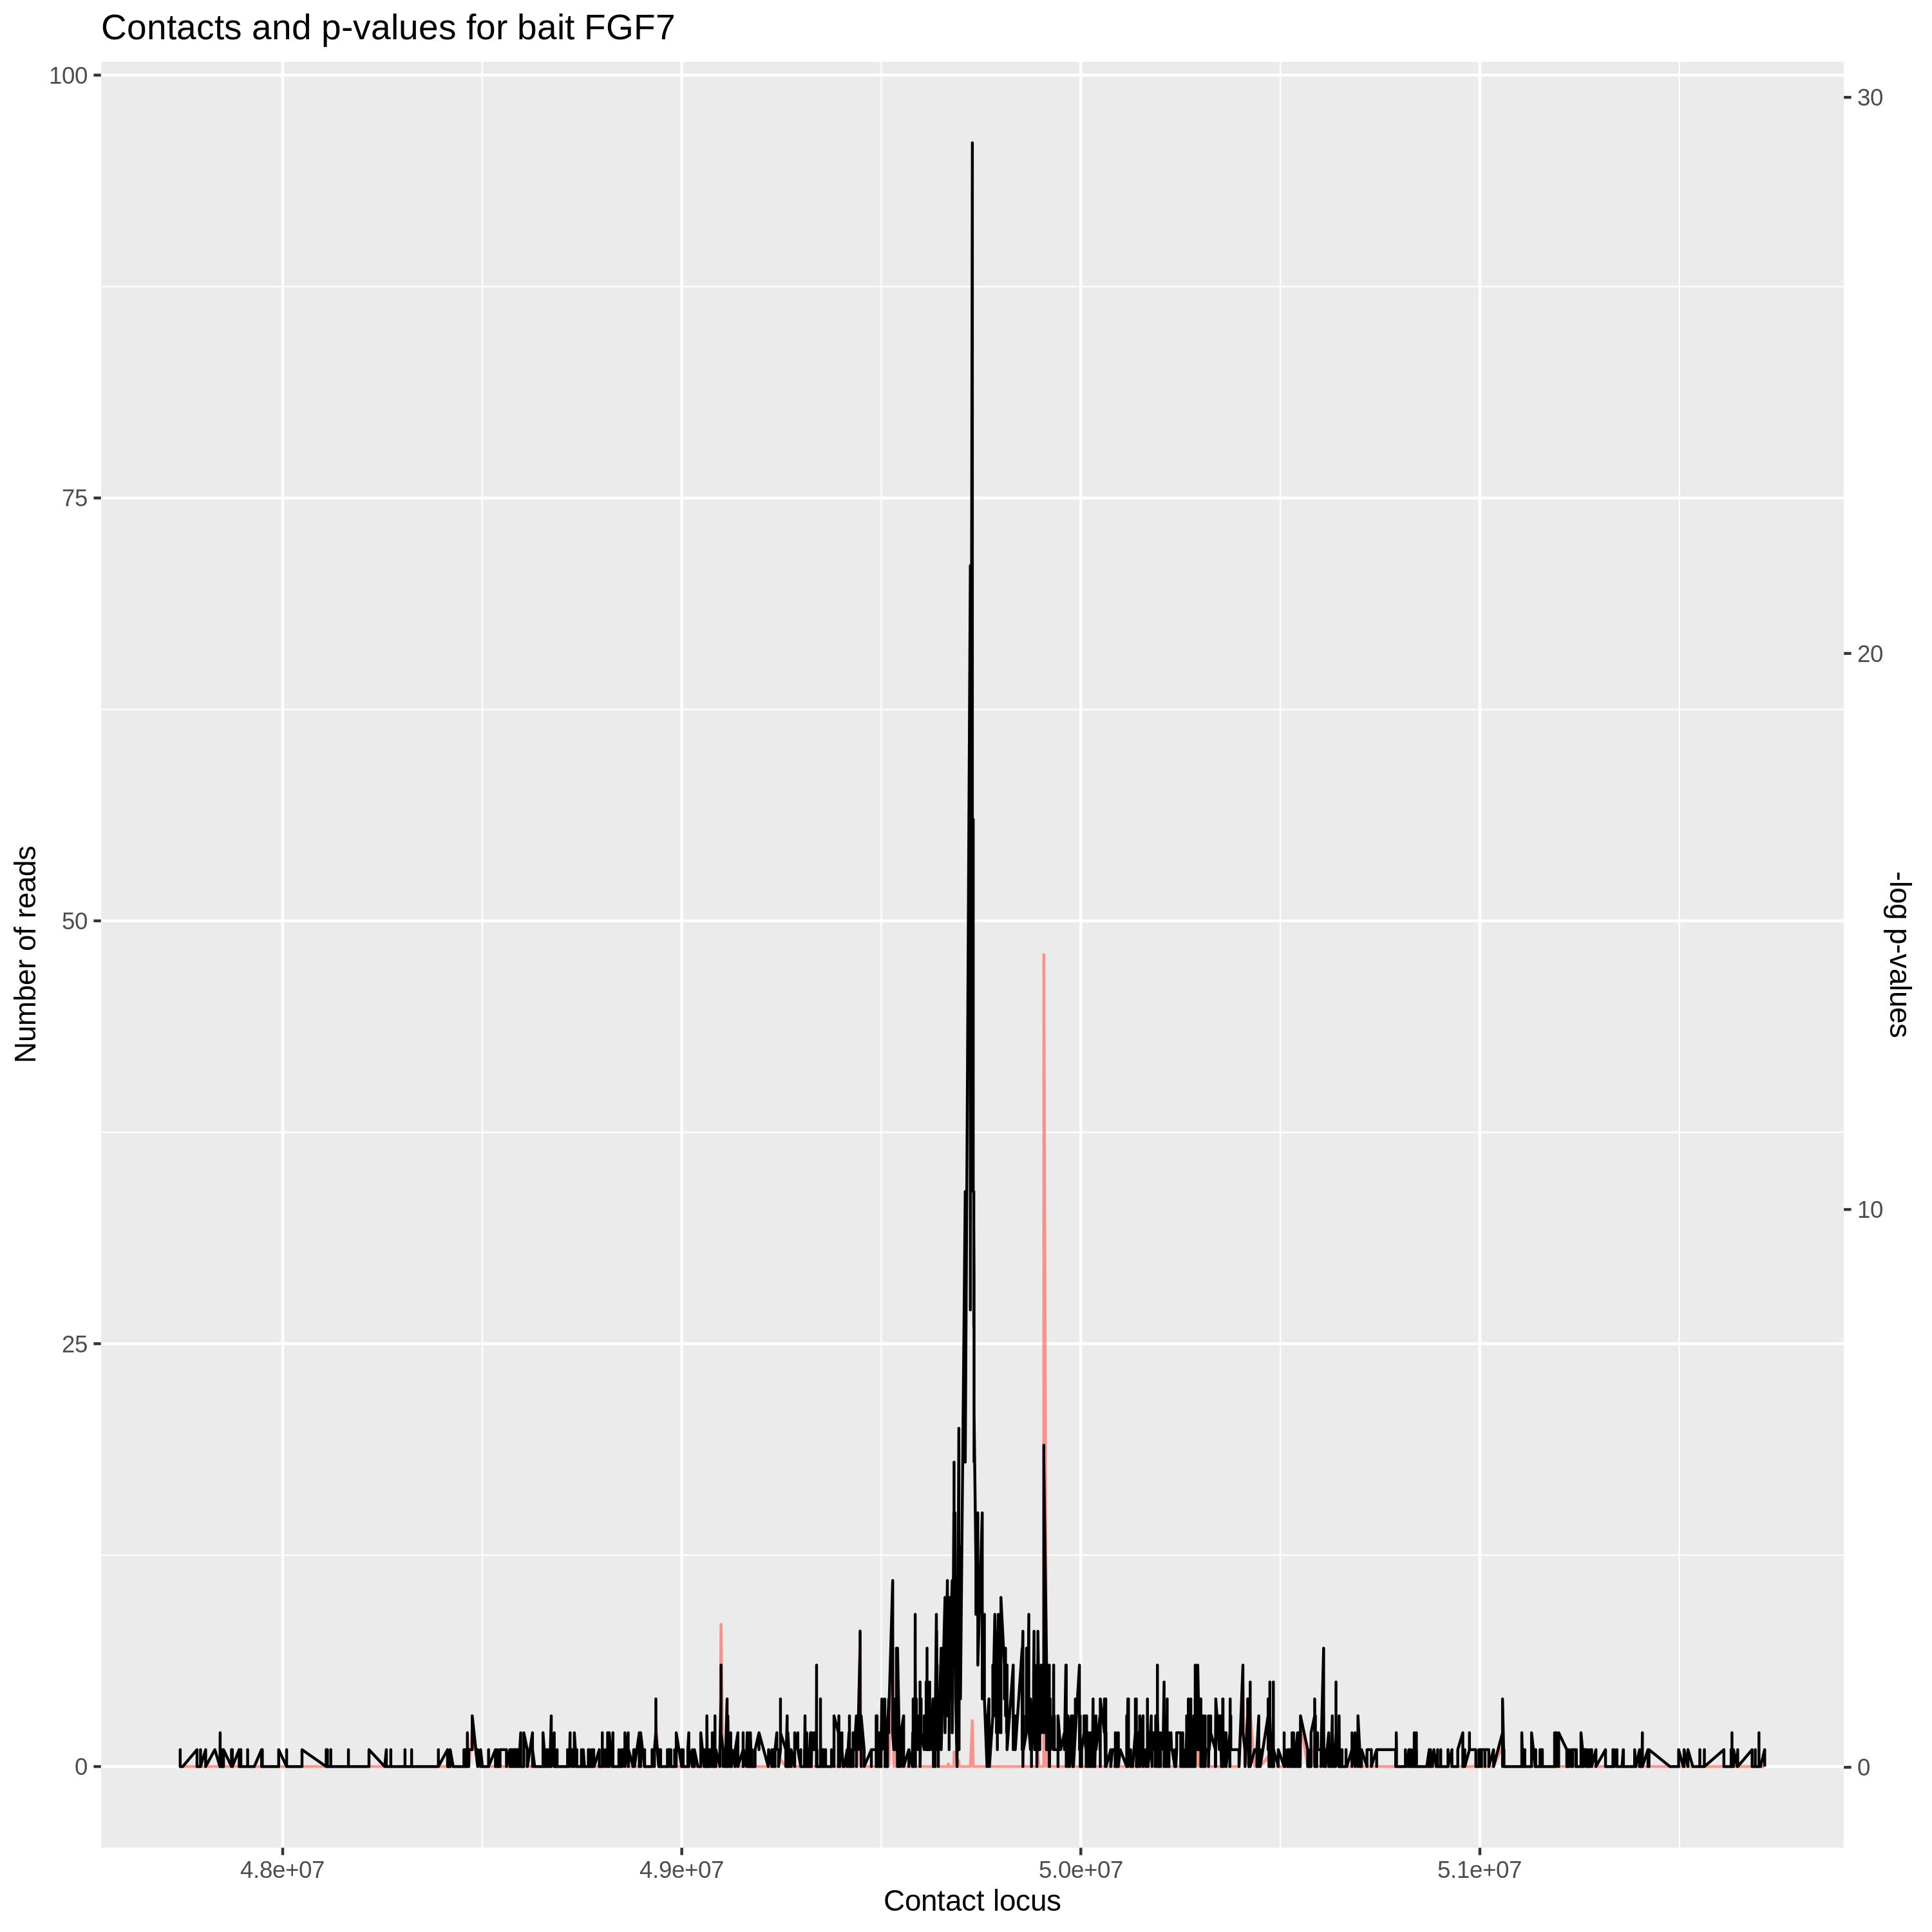 Contacts and p-values for bait FGF7
100
75
50
25
0
Number of reads
30
20
10
0
-log p-values
4.8e+07
4.9e+07
5.0e+07
5.1e+07
Contact locus